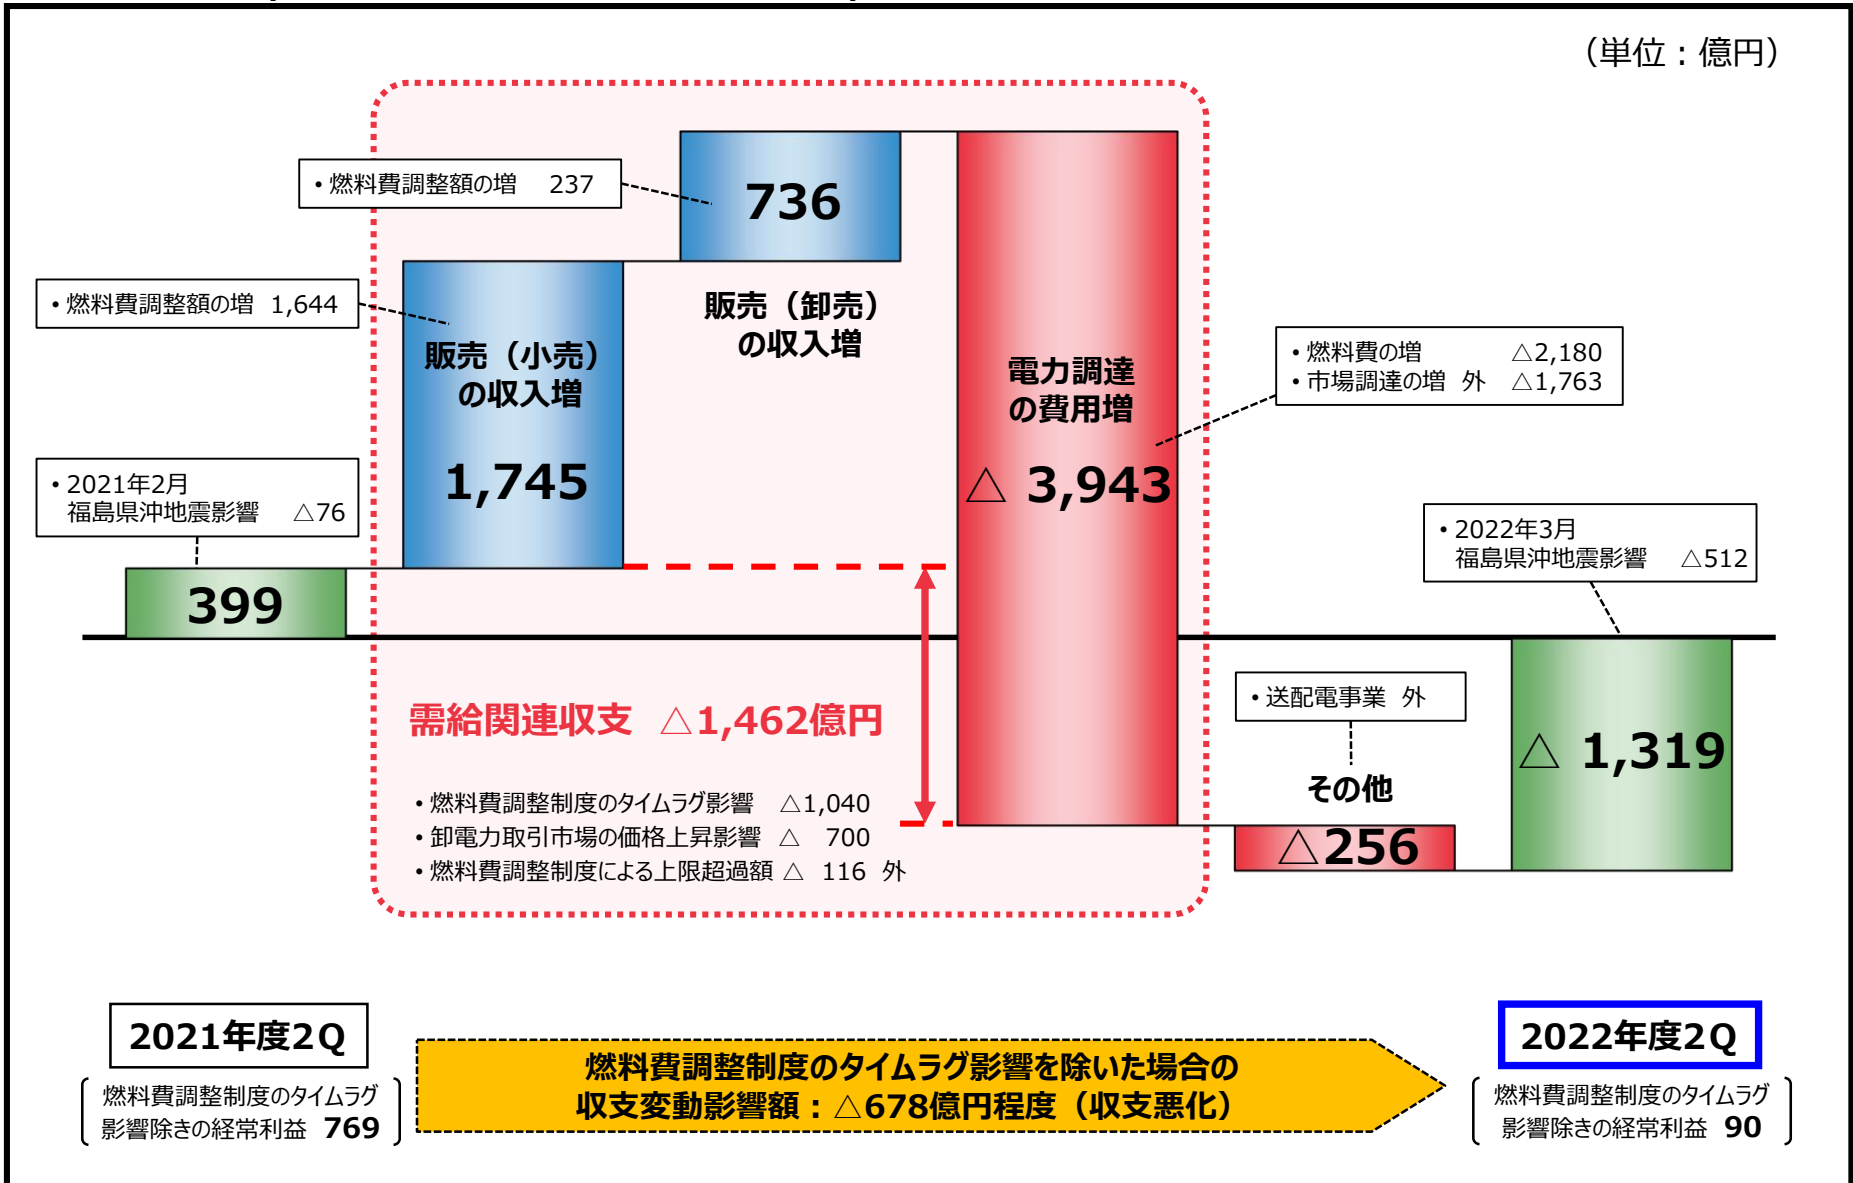 （単位：億円）
・燃料費調整額の増 237
736
販売（卸売）
の収入増
・燃料費調整額の増 1,644
販売（小売）
の収入増
1,745
・燃料費の増 △2,180
・市場調達の増 外 △1,763
電力調達
の費用増
△ 3,943
・2021年2月
福島県沖地震影響 △76
399
・2022年3月
福島県沖地震影響 △512
需給関連収支 △1,462億円
・燃料費調整制度のタイムラグ影響 △1,040
・卸電力取引市場の価格上昇影響 △ 700
・燃料費調整制度による上限超過額 △ 116 外
・送配電事業 外
その他
△256
△ 1,319
2021年度2Q
燃料費調整制度のタイムラグ
影響除きの経常利益 769
燃料費調整制度のタイムラグ影響を除いた場合の
収支変動影響額：△678億円程度（収支悪化）
2022年度2Q
燃料費調整制度のタイムラグ
影響除きの経常利益 90